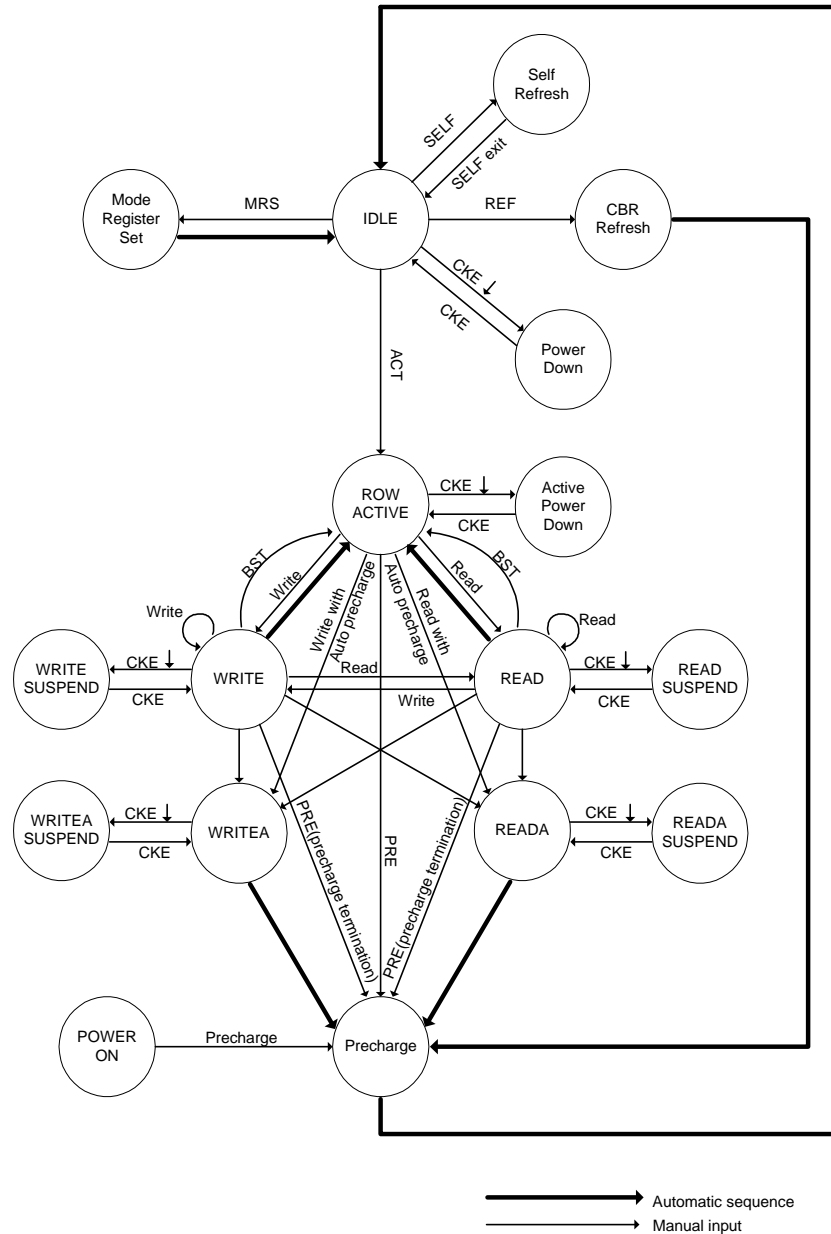 Self
Refresh
SELF
SELF exit
Mode
Register
Set
MRS
IDLE
REF
CBR
Refresh
CKE
CKE
Power
Down
ACT
ROW
ACTIVE
CKE
CKE
Active
Power
Down
BST
Write
Write with
Auto precharge
Auto precharge
Read with
Read
BST
Write
Read
WRITE
SUSPEND
CKE
CKE
WRITE
Read
Write
READ
CKE
CKE
READ
SUSPEND
WRITEA
SUSPEND
CKE
CKE
WRITEA
PRE(precharge termination)
PRE
PRE(precharge termination)
READA
CKE
CKE
READA
SUSPEND
POWER
ON
Precharge
Precharge
Automatic sequence
Manual input